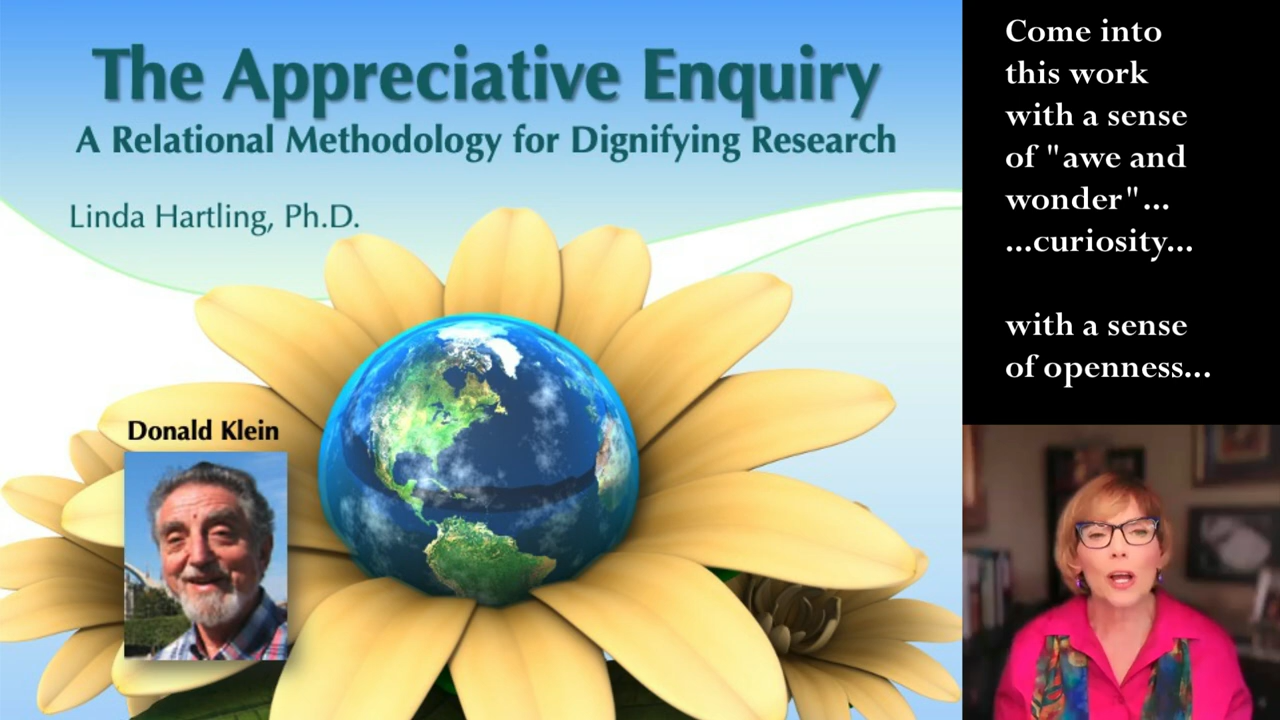 The Appreciative Enquiry
A Relational Methodology for Dignifying Research
Linda Hartling, Ph.D.
Donald Klein
Come into
this work
with a sense
of "awe and
wonder"...
...curiosity...
with a sense
of openness...